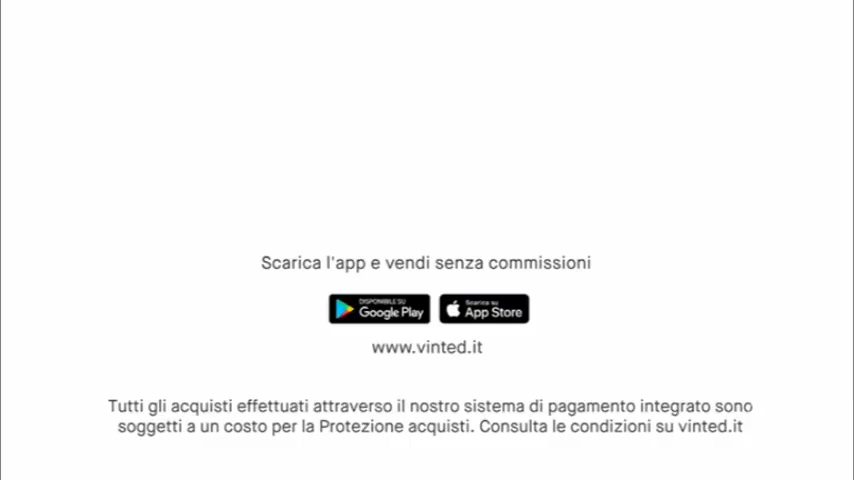 Scarica l'app e vendi senza commissioni
DISPONIBILE SU
Google Play
Scarica su
App Store
www.vinted.it
Tutti gli acquisti effettuati attraverso il nostro sistema di pagamento integrato sono
soggetti a un costo per la Protezione acquisti. Consulta le condizioni su vinted.it